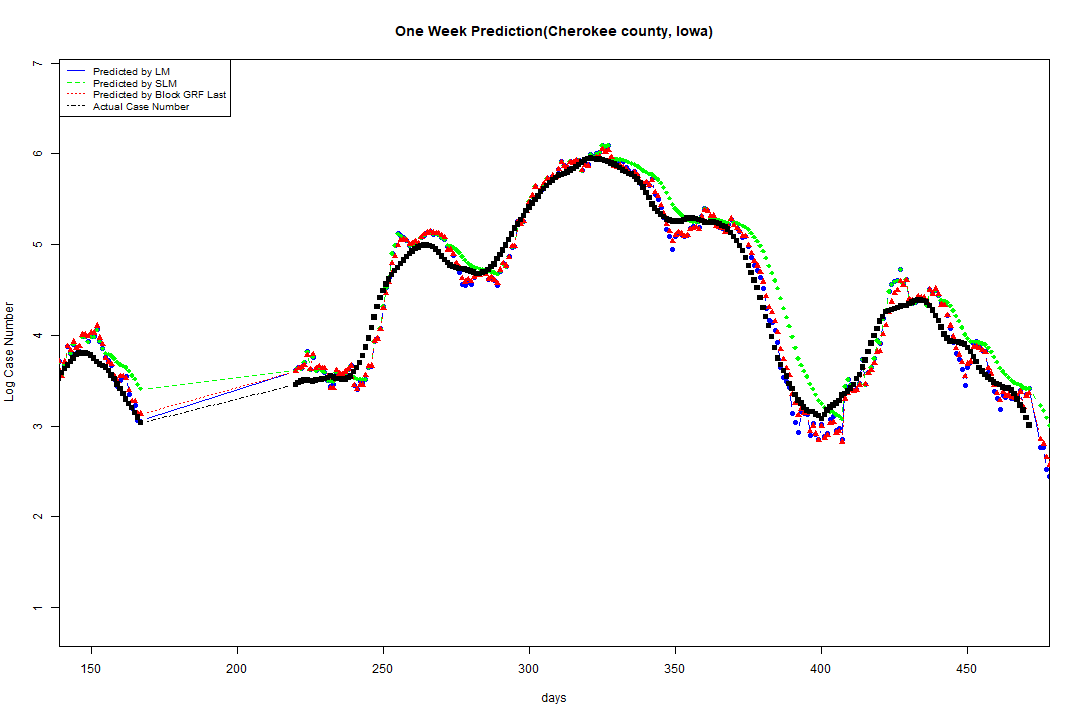 One Week Prediction(Cherokee county, Iowa)
7
Predicted by LM
Predicted by SLM
Predicted by Block GRF Last
Actual Case Number
6
5
4
3
2
1
Log Case Number
150 200 250 300 350 400 450
days